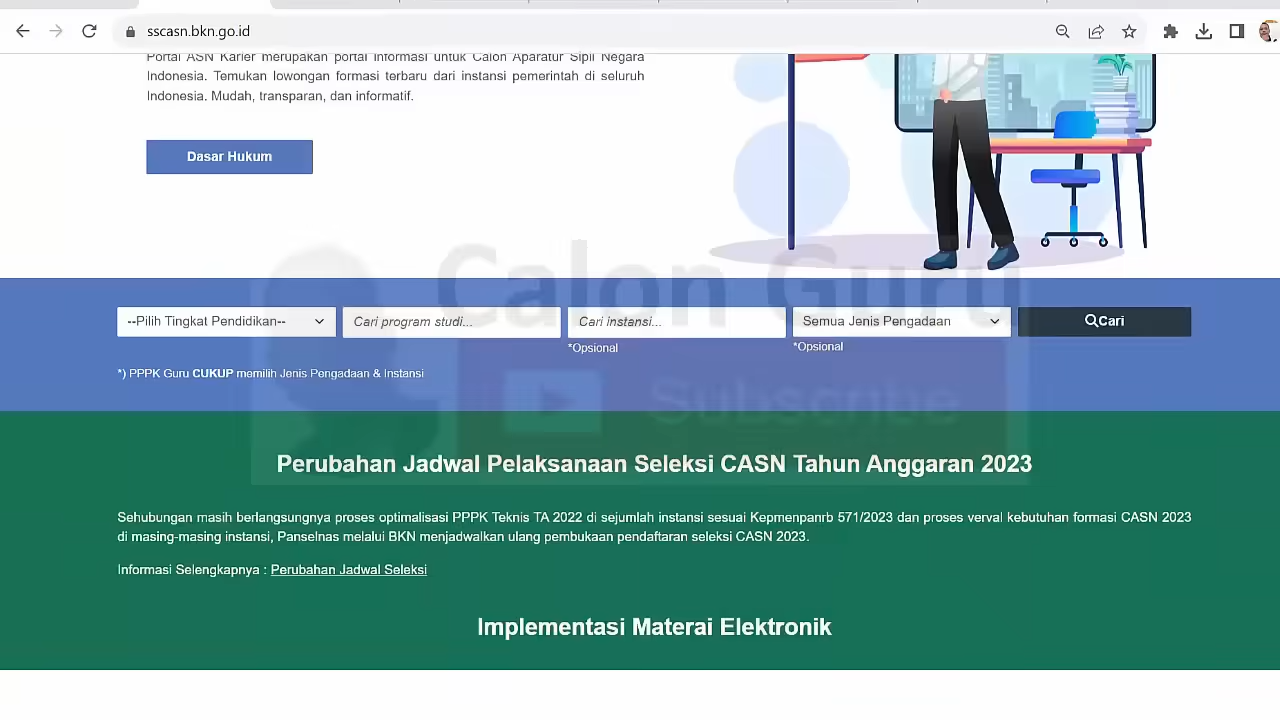 sscasn.bkn.go.id
Portal ASN Karier merupakan portal informasi untuk Calon Aparatur Sipil Negara
Indonesia. Temukan lowongan formasi terbaru dari instansi pemerintah di seluruh
Indonesia. Mudah, transparan, dan informatif.
Dasar Hukum
Calon Guru
--Pilih Tingkat Pendidikan--
Cari program studi...
Cari instansi...
Semua Jenis Pengadaan
Cari
*Opsional
*Opsional
*) PPPK Guru CUKUP memilih Jenis Pengadaan & Instansi
Subscribe
Perubahan Jadwal Pelaksanaan Seleksi CASN Tahun Anggaran 2023
Sehubungan masih berlangsungnya proses optimalisasi PPPK Teknis TA 2022 di sejumlah instansi sesuai Kepmenpanrb 571/2023 dan proses verval kebutuhan formasi CASN 2023
di masing-masing instansi, Panselnas melalui BKN menjadwalkan ulang pembukaan pendaftaran seleksi CASN 2023.
Informasi Selengkapnya : Perubahan Jadwal Seleksi
Implementasi Materai Elektronik